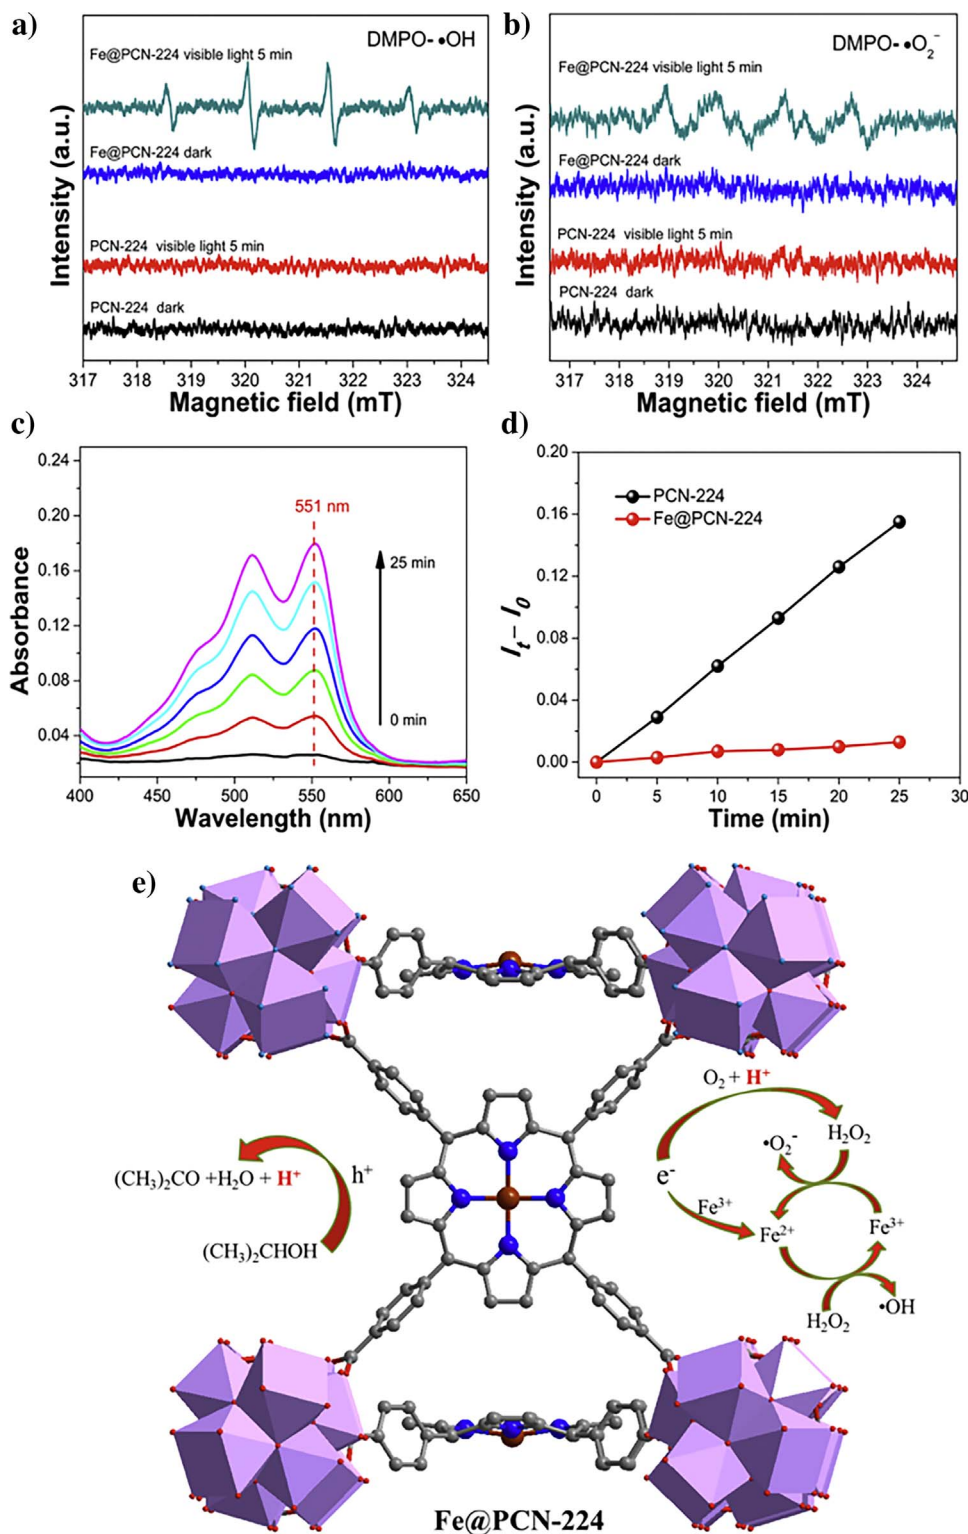 a)
DMPO- •OH
Fe@PCN-224 visible light 5 min
Fe@PCN-224 dark
PCN-224 visible light 5 min
PCN-224 dark
Intensity (a.u.)
317 318 319 320 321 322 323 324
Magnetic field (mT)
b)
DMPO- •O₂⁻
Fe@PCN-224 visible light 5 min
Fe@PCN-224 dark
PCN-224 visible light 5 min
PCN-224 dark
Intensity (a.u.)
317 318 319 320 321 322 323 324
Magnetic field (mT)
c)
0.24
0.20
0.16
0.12
0.08
0.04
Absorbance
551 nm
25 min
0 min
400 450 500 550 600 650
Wavelength (nm)
d)
0.20
0.16
0.12
0.08
0.04
0.00
Iₜ – I₀
PCN-224
Fe@PCN-224
0 5 10 15 20 25 30
Time (min)
e)
(CH₃)₂CO +H₂O + H⁺
h⁺
(CH₃)₂CHOH
O₂ + H⁺
•O₂⁻
H₂O₂
e⁻
Fe³⁺
Fe²⁺
Fe³⁺
H₂O₂
•OH
Fe@PCN-224